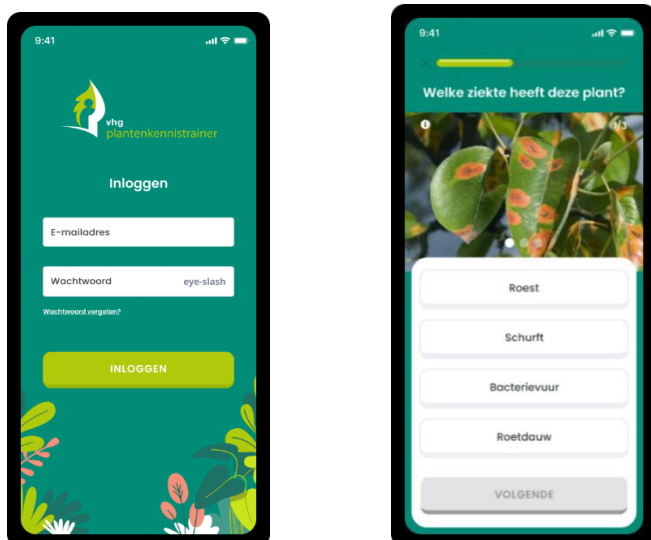 9:41
vhg
plantenkennistrainer
Inloggen
E-mailadres
Wachtwoord eye-slash
Wachtwoord vergeten?
INLOGGEN
9:41
Welke ziekte heeft deze plant?
1/3
Roest
Schurft
Bacterievuur
Roetdauw
VOLGENDE